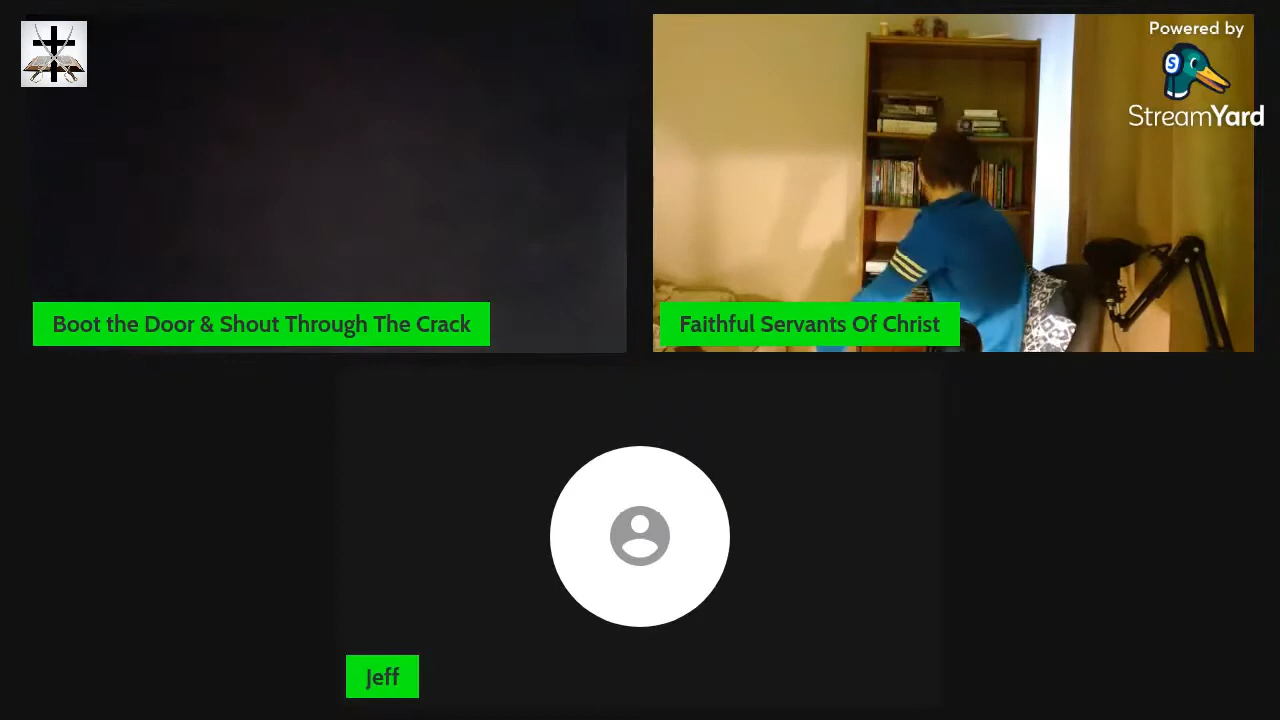 Powered by
S
StreamYard
Boot the Door & Shout Through The Crack
Faithful Servants Of Christ
Jeff